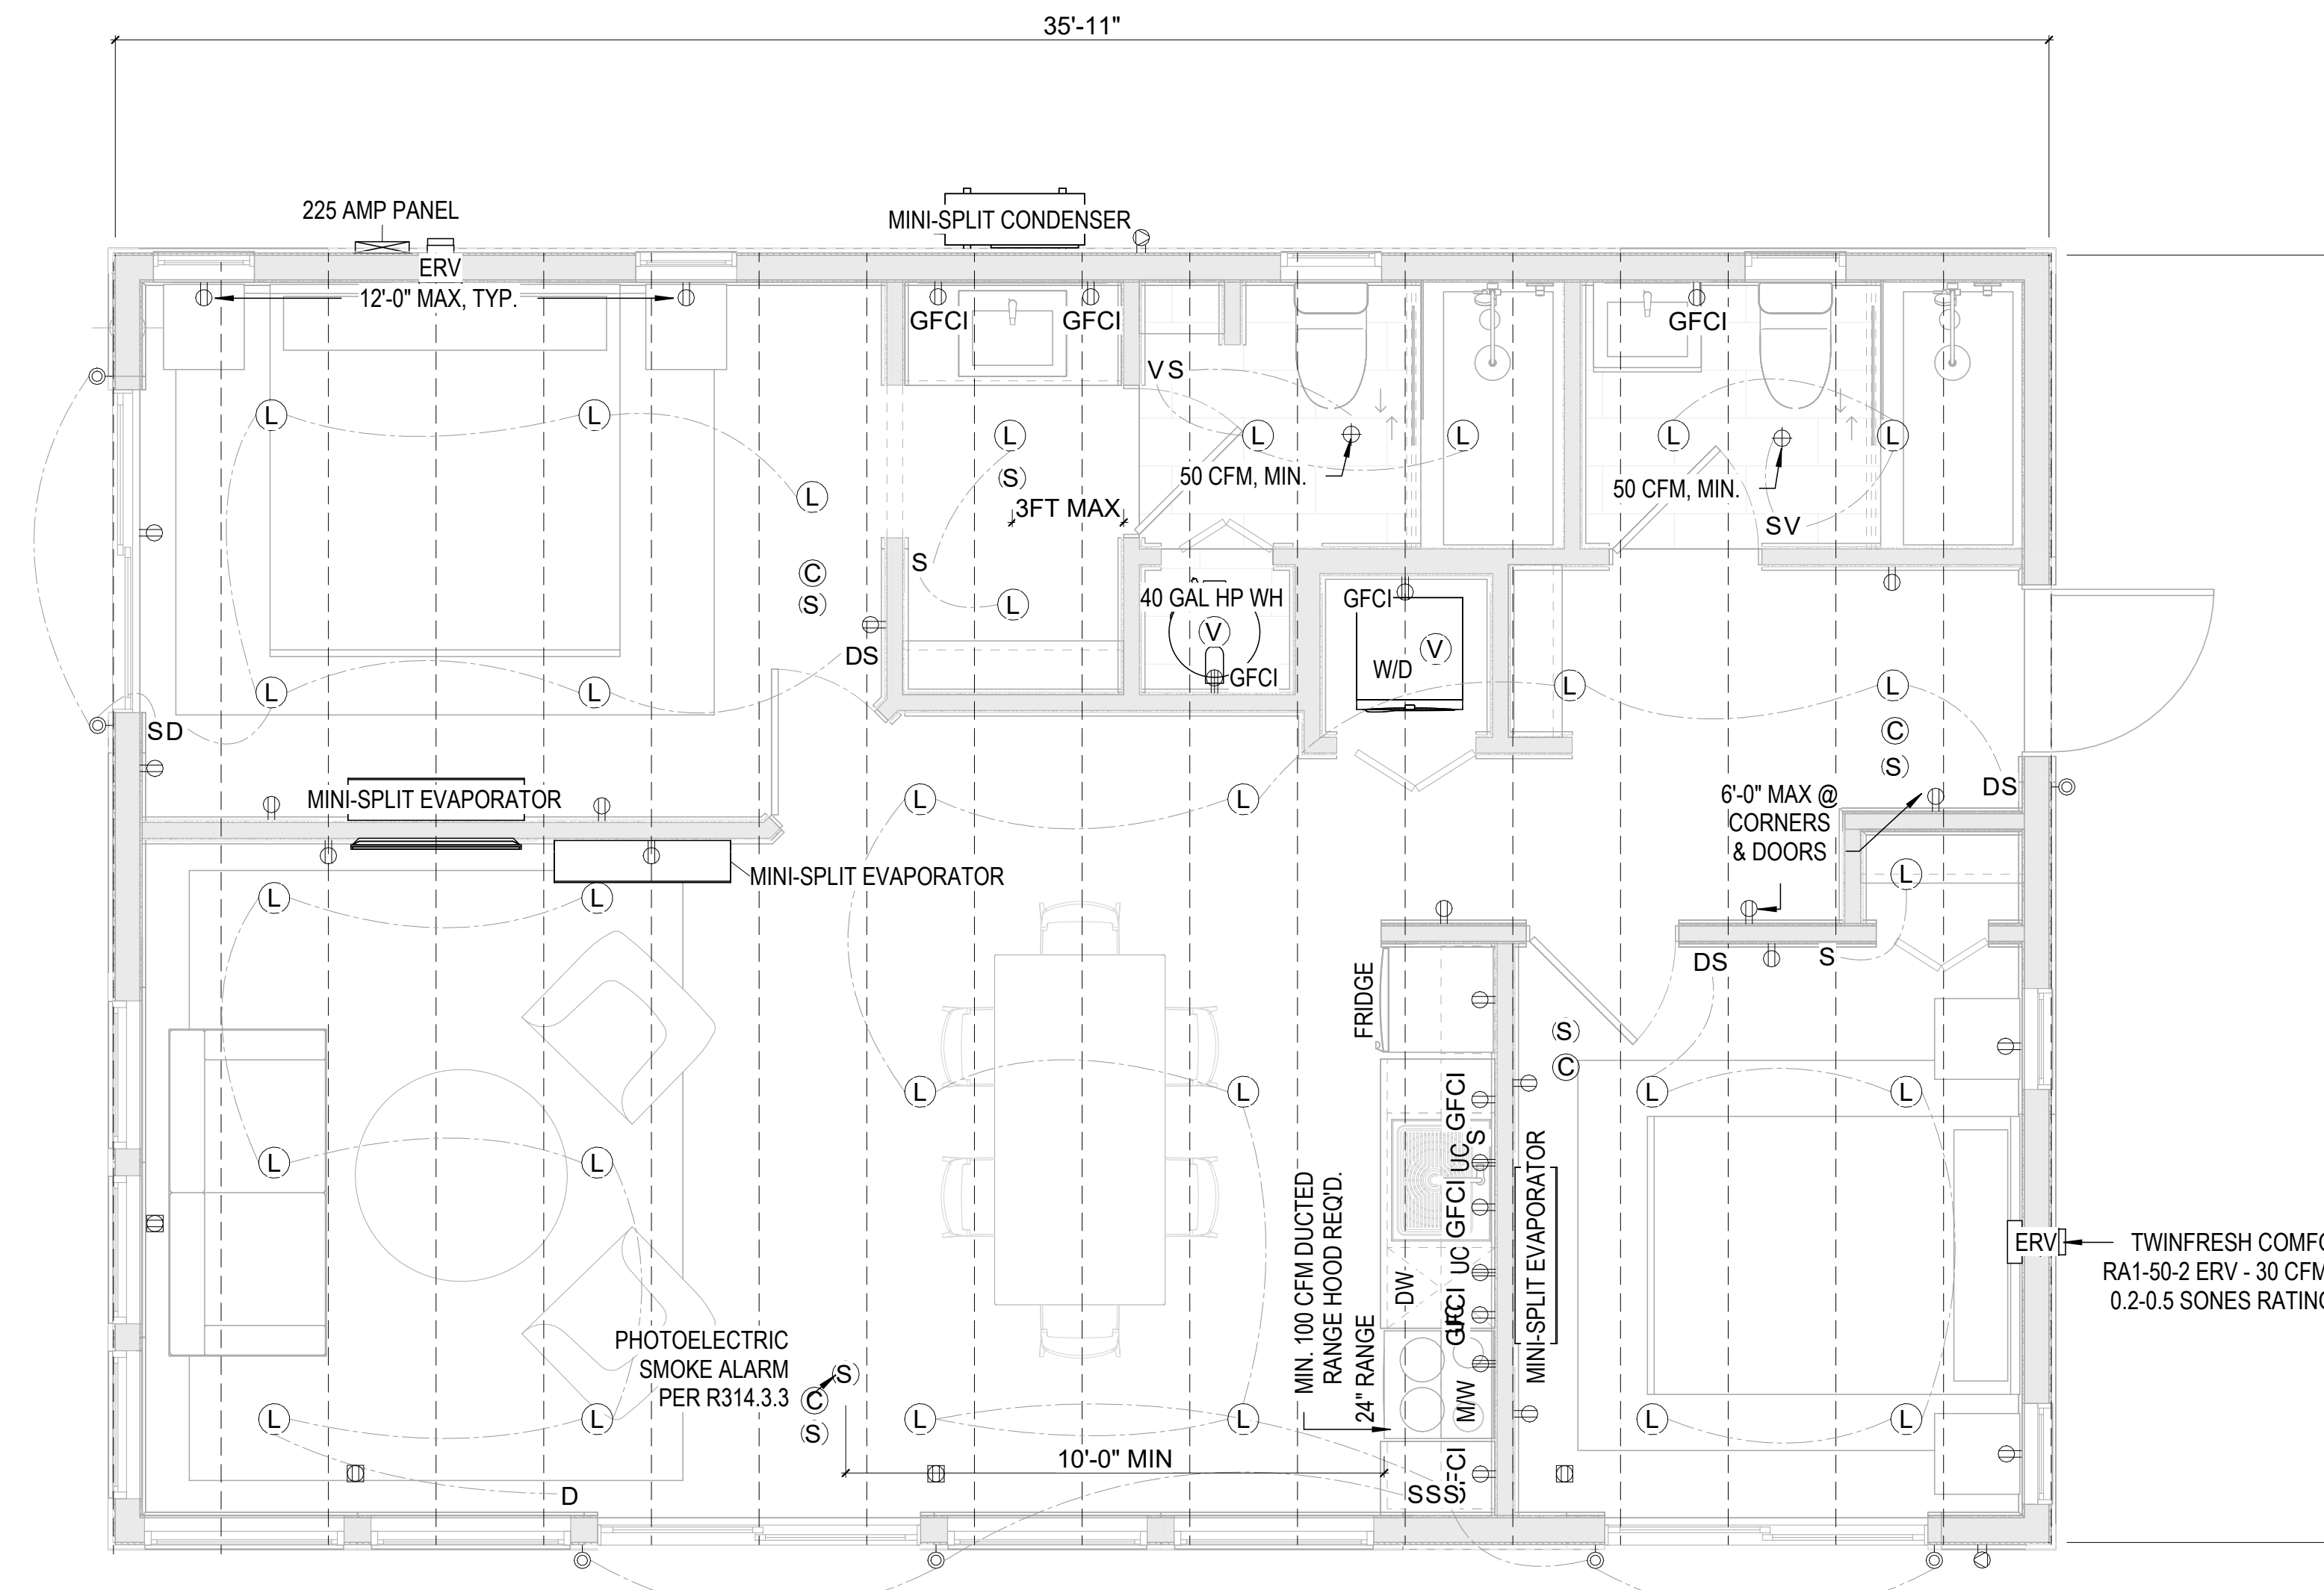 35'-11"
225 AMP PANEL
MINI-SPLIT CONDENSER
ERV
12'-0" MAX, TYP.
GFCI
GFCI
GFCI
VS
L
L
L
L
L
L
L
L
S
50 CFM, MIN.
50 CFM, MIN.
3FT MAX
SV
S
C
S
L
40 GAL HP WH
V
GFCI
GFCI
V
W/D
DS
L
L
L
L
SD
C
S
DS
MINI-SPLIT EVAPORATOR
L
L
6'-0" MAX @
CORNERS
& DOORS
MINI-SPLIT EVAPORATOR
L
L
L
DS
S
FRIDGE
S
C
L
L
L
L
GFCI
S
UC
GFCI
UC
GFCI
L
L
MINI-SPLIT EVAPORATOR
MIN. 100 CFM DUCTED
RANGE HOOD REQ'D.
DW
24" RANGE
M/W
ERV
TWINFRESH COMFO
RA1-50-2 ERV - 30 CFM
0.2-0.5 SONES RATING
PHOTOELECTRIC
SMOKE ALARM
PER R314.3.3
S
C
S
L
L
L
L
L
L
10'-0" MIN
D
SSS